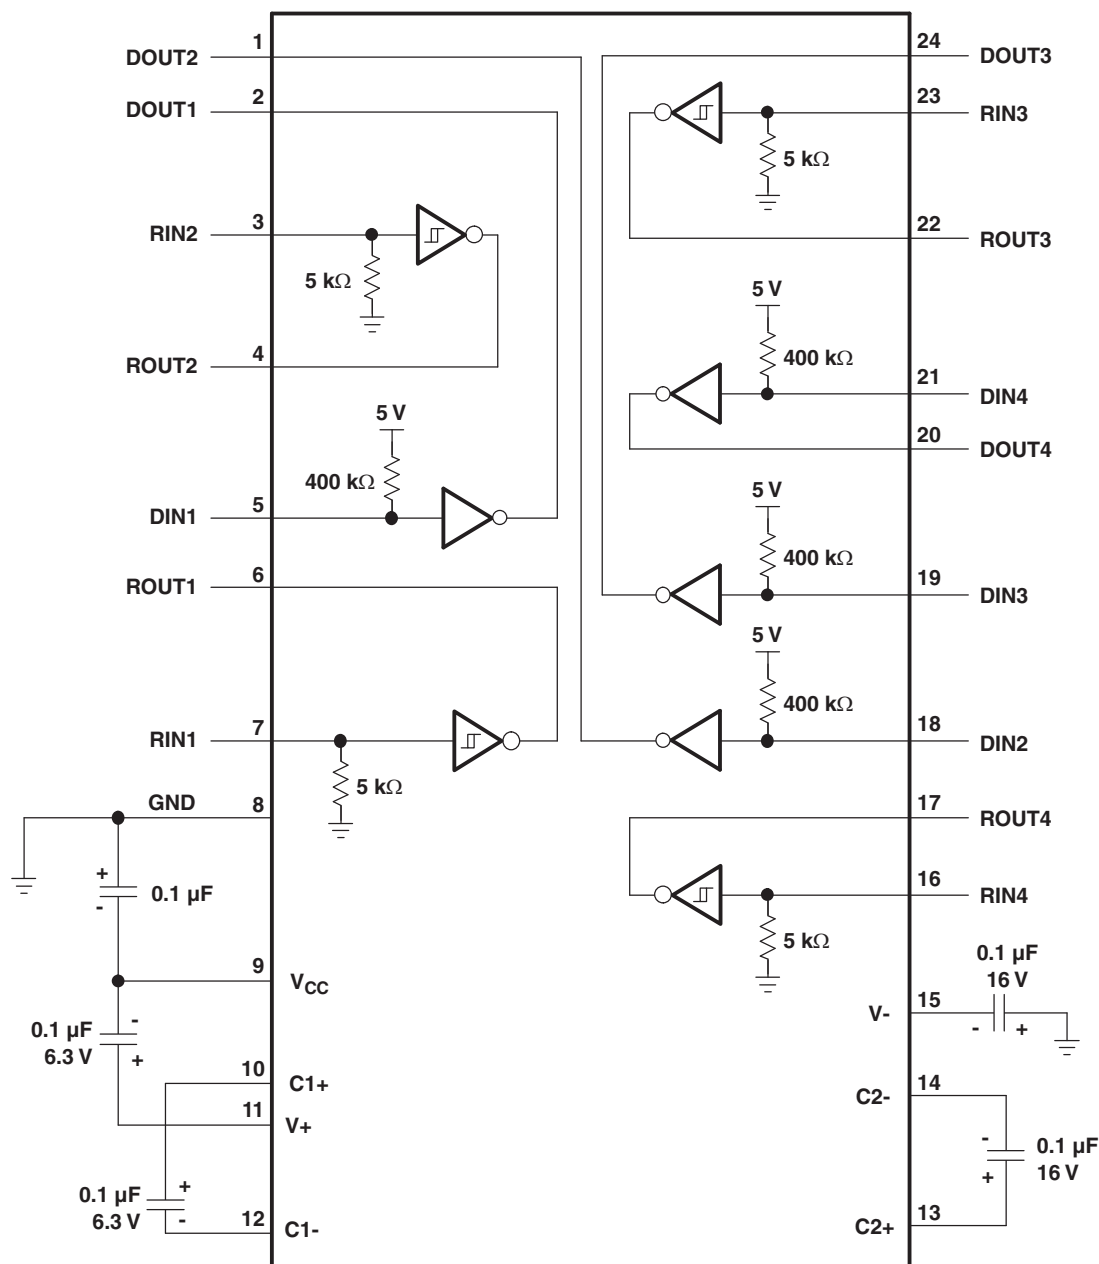 DOUT2 1
DOUT1 2
RIN2 3
5 kΩ
ROUT2 4
5 V
400 kΩ
DIN1 5
ROUT1 6
RIN1 7
5 kΩ
GND 8
+
-
0.1 µF
9 VCC
0.1 µF
6.3 V
-
+
10 C1+
11 V+
0.1 µF
6.3 V
+
-
12 C1-
24 DOUT3
23 RIN3
5 kΩ
22 ROUT3
5 V
400 kΩ
21 DIN4
20 DOUT4
5 V
400 kΩ
19 DIN3
5 V
400 kΩ
18 DIN2
17 ROUT4
16 RIN4
5 kΩ
0.1 µF
16 V
V- 15
- +
C2- 14
-
+
0.1 µF
16 V
C2+ 13